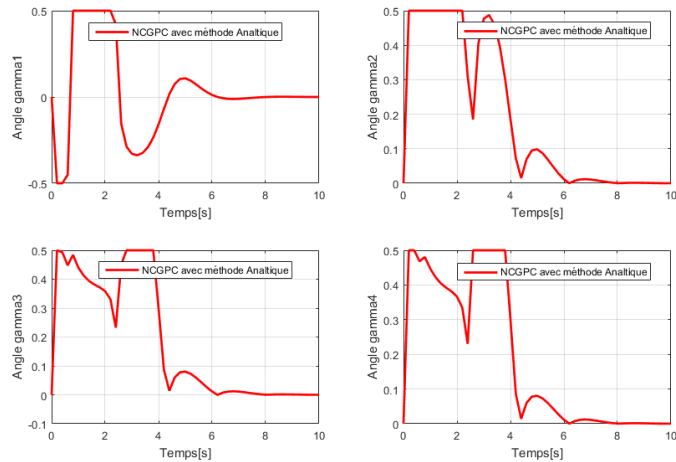 0.5
0
-0.5
Angle gamma1
NCGPC avec méthode Analtique
0 2 4 6 8 10
Temps[s]
0.5
0.4
0.3
0.2
0.1
0
Angle gamma2
NCGPC avec méthode Analtique
0 2 4 6 8 10
Temps[s]
0.5
0.4
0.3
0.2
0.1
0
-0.1
Angle gamma3
NCGPC avec méthode Analtique
0 2 4 6 8 10
Temps[s]
0.5
0.4
0.3
0.2
0.1
0
Angle gamma4
NCGPC avec méthode Analtique
0 2 4 6 8 10
Temps[s]